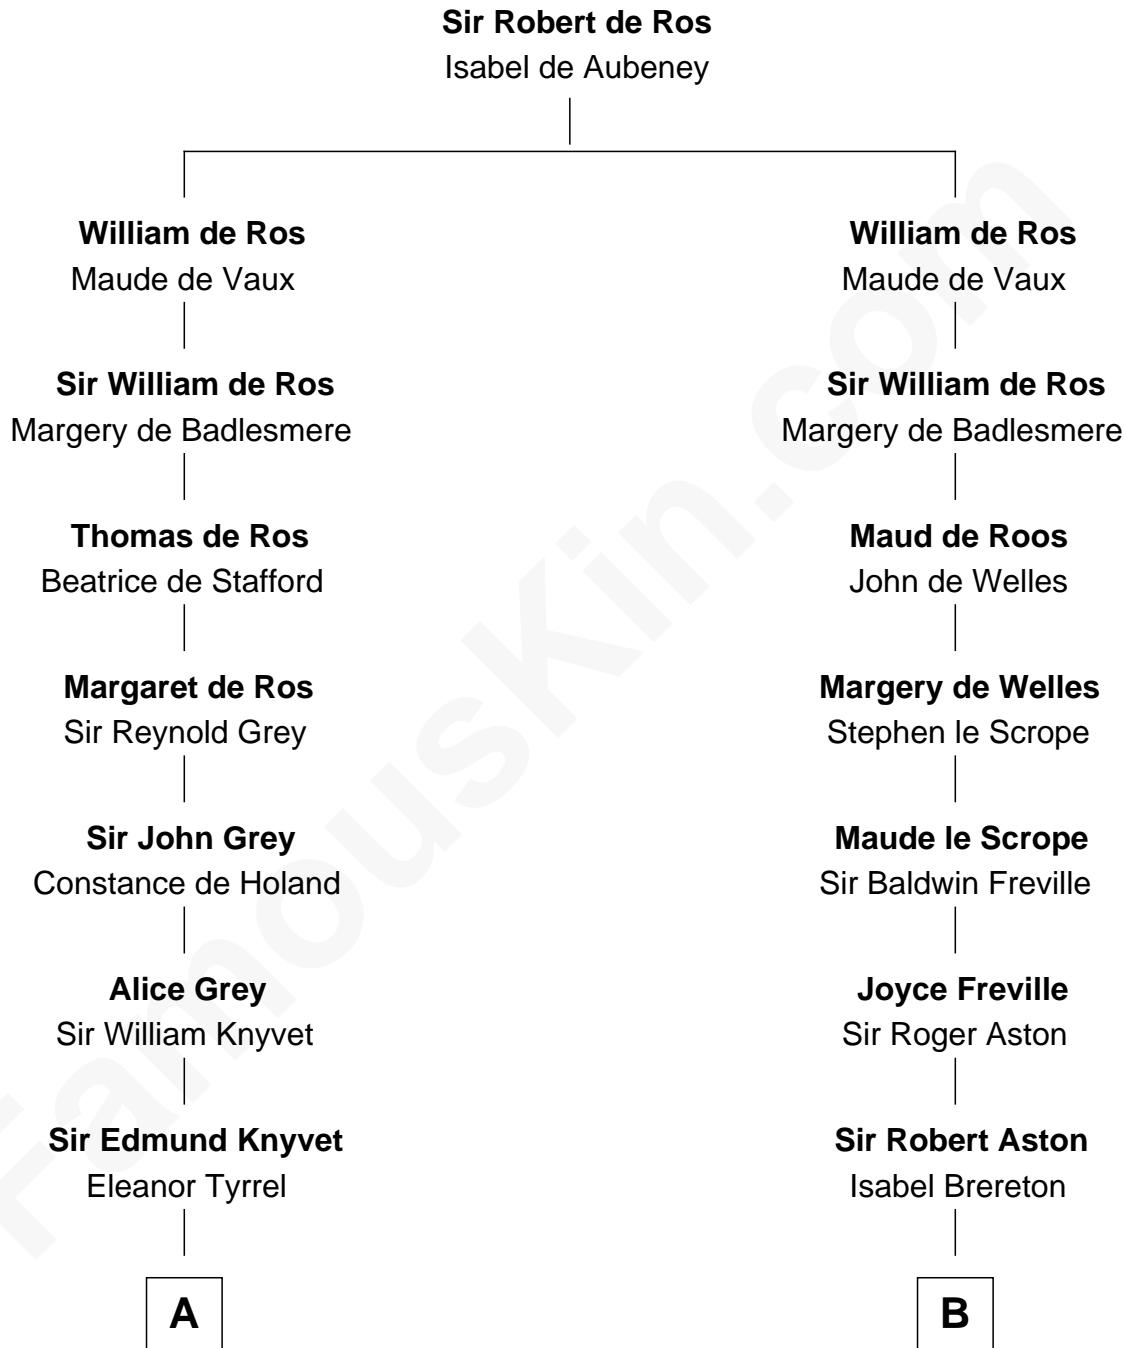 Sir Robert de Ros
Isabel de Aubeney
William de Ros
Maude de Vaux
Sir William de Ros
Margery de Badlesmere
Thomas de Ros
Beatrice de Stafford
Margaret de Ros
Sir Reynold Grey
Sir John Grey
Constance de Holand
Alice Grey
Sir William Knyvet
Sir Edmund Knyvet
Eleanor Tyrrel
A
William de Ros
Maude de Vaux
Sir William de Ros
Margery de Badlesmere
Maud de Roos
John de Welles
Margery de Welles
Stephen le Scrope
Maude le Scrope
Sir Baldwin Freville
Joyce Freville
Sir Roger Aston
Sir Robert Aston
Isabel Brereton
B
FamousKin.com